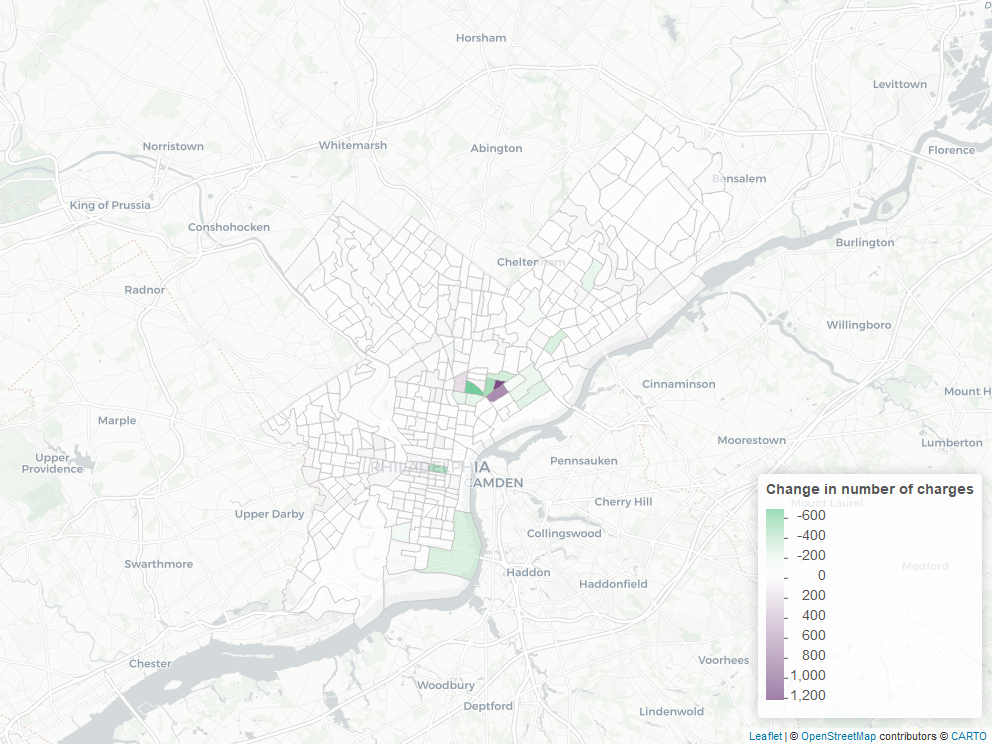 Horsham
Levittown
Norristown
Whitemarsh
Abington
Florence
Bensalem
King of Prussia
Conshohocken
Burlington
Cheltenham
Radnor
Willingboro
Cinnaminson
Mount H
Marple
Moorestown
Lumberton
Upper
Providence
Pennsauken
PHILADELPHIA
CAMDEN
Change in number of charges
Mount Laurel
-600
-400
-200
0
200
400
600
800
1,000
1,200
Cherry Hill
Upper Darby
Collingswood
Medford
Swarthmore
Haddon
Haddonfield
Chester
Voorhees
Woodbury
Deptford
Lindenwold
Leaflet | © OpenStreetMap contributors © CARTO